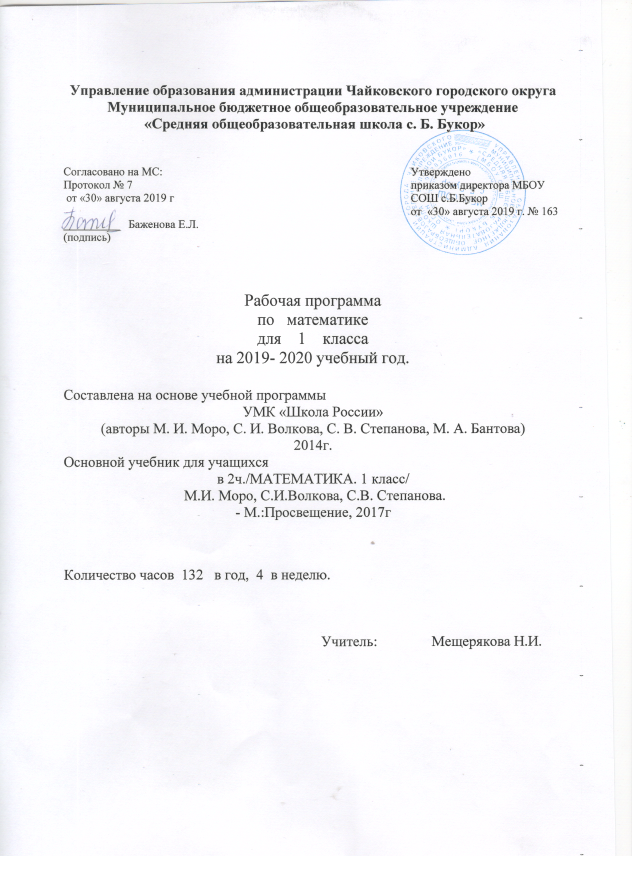 Управление образования администрации Чайковского городского округа
Муниципальное бюджетное общеобразовательное учреждение
«Средняя общеобразовательная школа с. Б. Букор»
Согласовано на МС:
Протокол № 7
от «30» августа 2019 г
Баженова Е.Л.
(подпись)
Утверждено
приказом директора МБОУ
СОШ с.Б.Букор
от «30» августа 2019 г. № 163
Рабочая программа
по математике
для 1 класса
на 2019- 2020 учебный год.
Составлена на основе учебной программы
УМК «Школа России»
(авторы М. И. Моро, С. И. Волкова, С. В. Степанова, М. А. Бантова)
2014г.
Основной учебник для учащихся
в 2ч./МАТЕМАТИКА. 1 класс/
М.И. Моро, С.И.Волкова, С.В. Степанова.
- М.:Просвещение, 2017г
Количество часов 132 в год, 4 в неделю.
Учитель: Мещерякова Н.И.